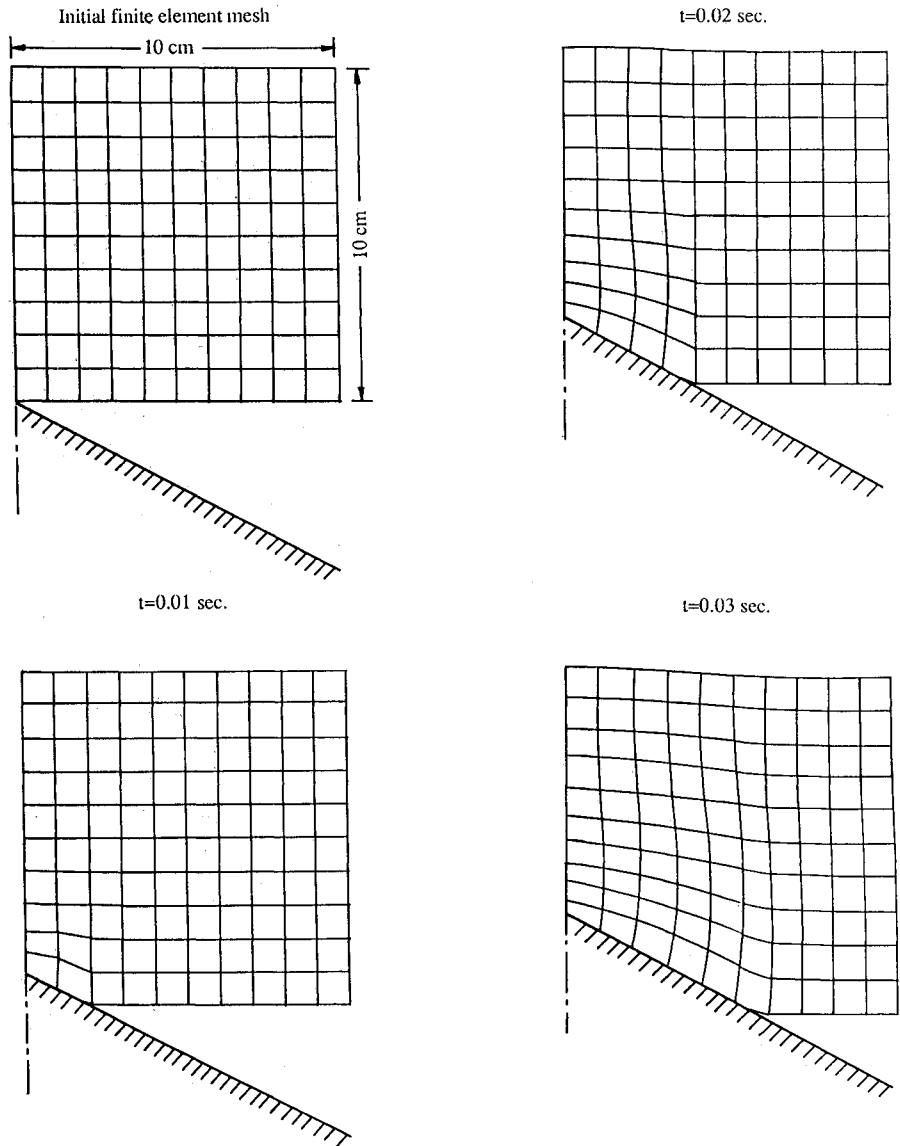 Initial finite element mesh
10 cm
10 cm
t=0.02 sec.
t=0.01 sec.
t=0.03 sec.